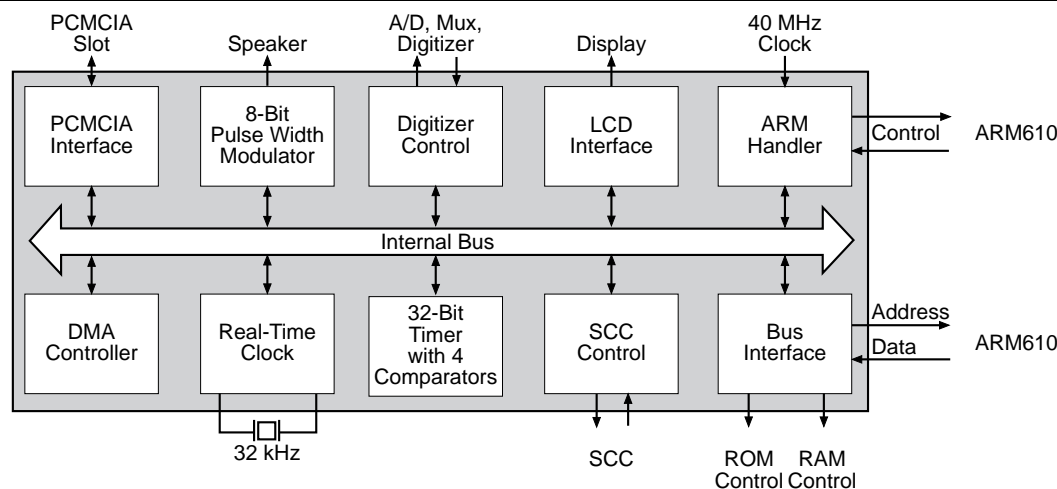 PCMCIA
Slot
Speaker
A/D, Mux,
Digitizer
Display
40 MHz
Clock
PCMCIA
Interface
8-Bit
Pulse Width
Modulator
Digitizer
Control
LCD
Interface
ARM
Handler
Control
ARM610
Internal Bus
DMA
Controller
Real-Time
Clock
32-Bit
Timer
with 4
Comparators
SCC
Control
Bus
Interface
Address
Data
ARM610
32 kHz
SCC
ROM
Control
RAM
Control